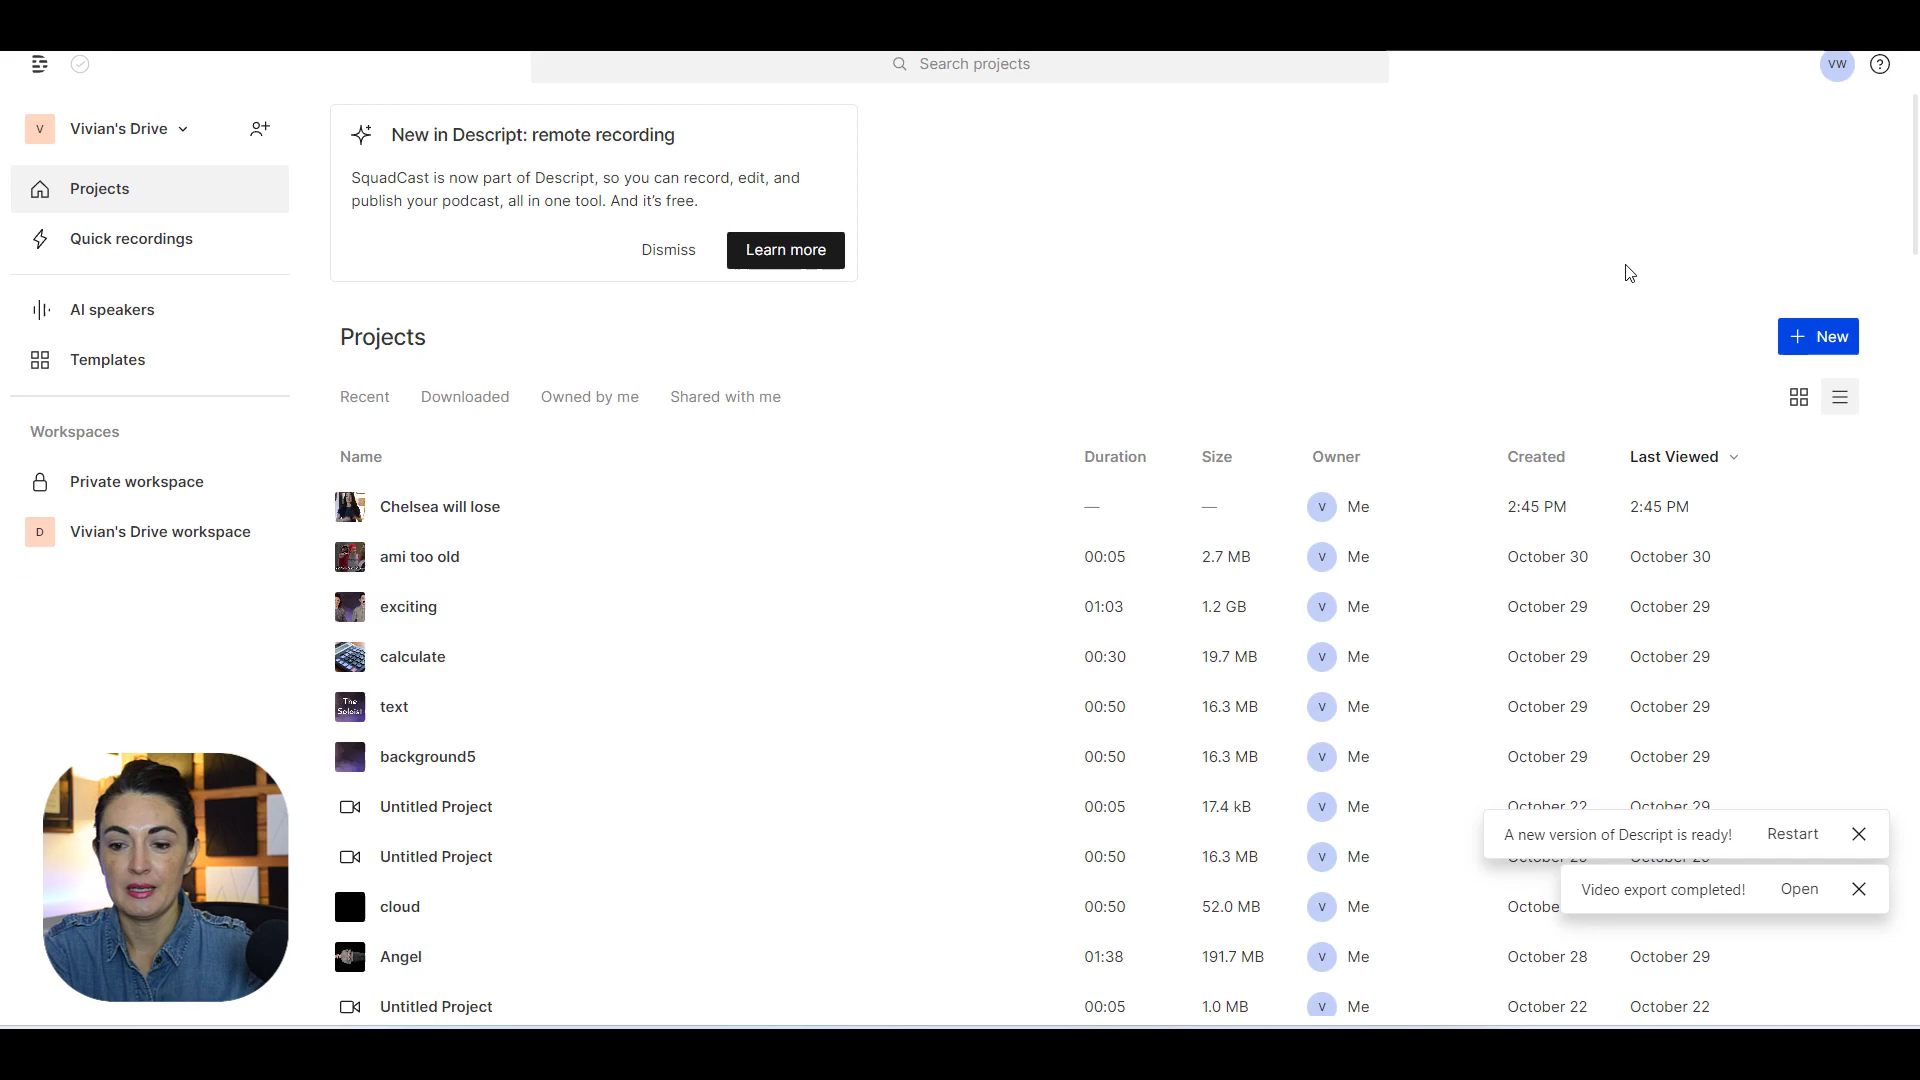 Search projects
VW
?
V Vivian's Drive
Projects
Quick recordings
AI speakers
Templates
Workspaces
Private workspace
D Vivian's Drive workspace
New in Descript: remote recording
SquadCast is now part of Descript, so you can record, edit, and
publish your podcast, all in one tool. And it's free.
Dismiss
Learn more
Projects
+ New
Recent Downloaded Owned by me Shared with me
Name Duration Size Owner Created Last Viewed
Chelsea will lose — — V Me 2:45 PM 2:45 PM
ami too old 00:05 2.7 MB V Me October 30 October 30
exciting 01:03 1.2 GB V Me October 29 October 29
calculate 00:30 19.7 MB V Me October 29 October 29
The
Soloist
text 00:50 16.3 MB V Me October 29 October 29
background5 00:50 16.3 MB V Me October 29 October 29
Untitled Project 00:05 17.4 kB V Me October 22 October 29
A new version of Descript is ready! Restart
Untitled Project 00:50 16.3 MB V Me
Video export completed! Open
cloud 00:50 52.0 MB V Me Octobe
Angel 01:38 191.7 MB V Me October 28 October 29
Untitled Project 00:05 1.0 MB V Me October 22 October 22